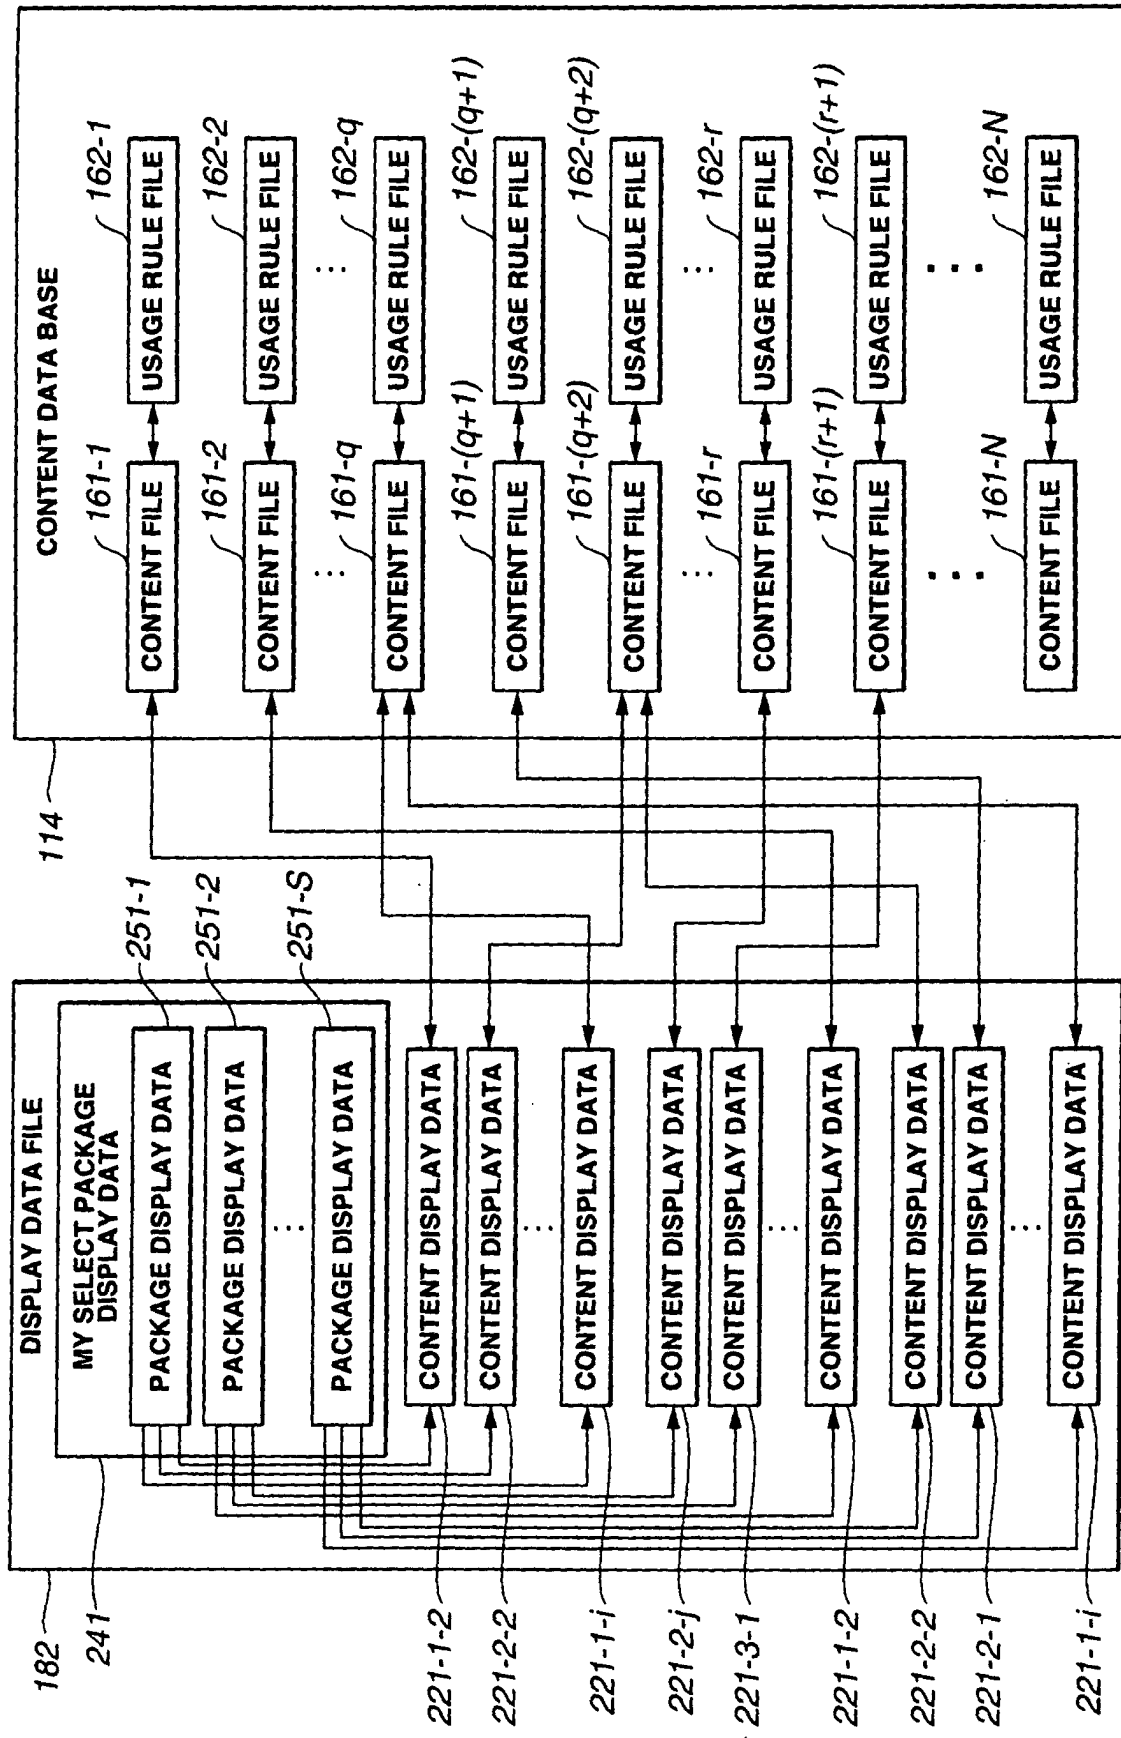 DISPLAY DATA FILE
MY SELECT PACKAGE
DISPLAY DATA
PACKAGE DISPLAY DATA
251-1
PACKAGE DISPLAY DATA
251-2
...
PACKAGE DISPLAY DATA
251-S
182
241
221-1-2
CONTENT DISPLAY DATA
221-2-2
CONTENT DISPLAY DATA
...
221-1-i
CONTENT DISPLAY DATA
221-2-j
CONTENT DISPLAY DATA
221-3-1
CONTENT DISPLAY DATA
...
221-1-2
CONTENT DISPLAY DATA
221-2-2
CONTENT DISPLAY DATA
221-2-1
CONTENT DISPLAY DATA
...
221-1-i
CONTENT DISPLAY DATA
114
CONTENT DATA BASE
161-1
CONTENT FILE
162-1
USAGE RULE FILE
161-2
CONTENT FILE
162-2
USAGE RULE FILE
...
...
161-q
CONTENT FILE
162-q
USAGE RULE FILE
161-(q+1)
CONTENT FILE
162-(q+1)
USAGE RULE FILE
161-(q+2)
CONTENT FILE
162-(q+2)
USAGE RULE FILE
...
...
161-r
CONTENT FILE
162-r
USAGE RULE FILE
161-(r+1)
CONTENT FILE
162-(r+1)
USAGE RULE FILE
...
...
161-N
CONTENT FILE
162-N
USAGE RULE FILE